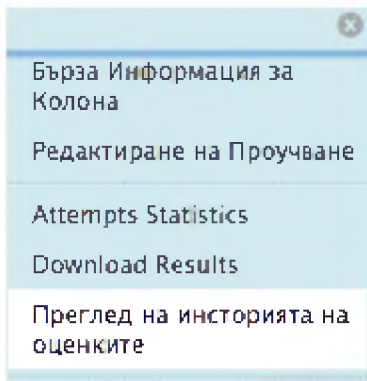 Бърза Информация за
Колона
Редактиране на Проучване
Attempts Statistics
Download Results
Преглед на инсторията на
оценките